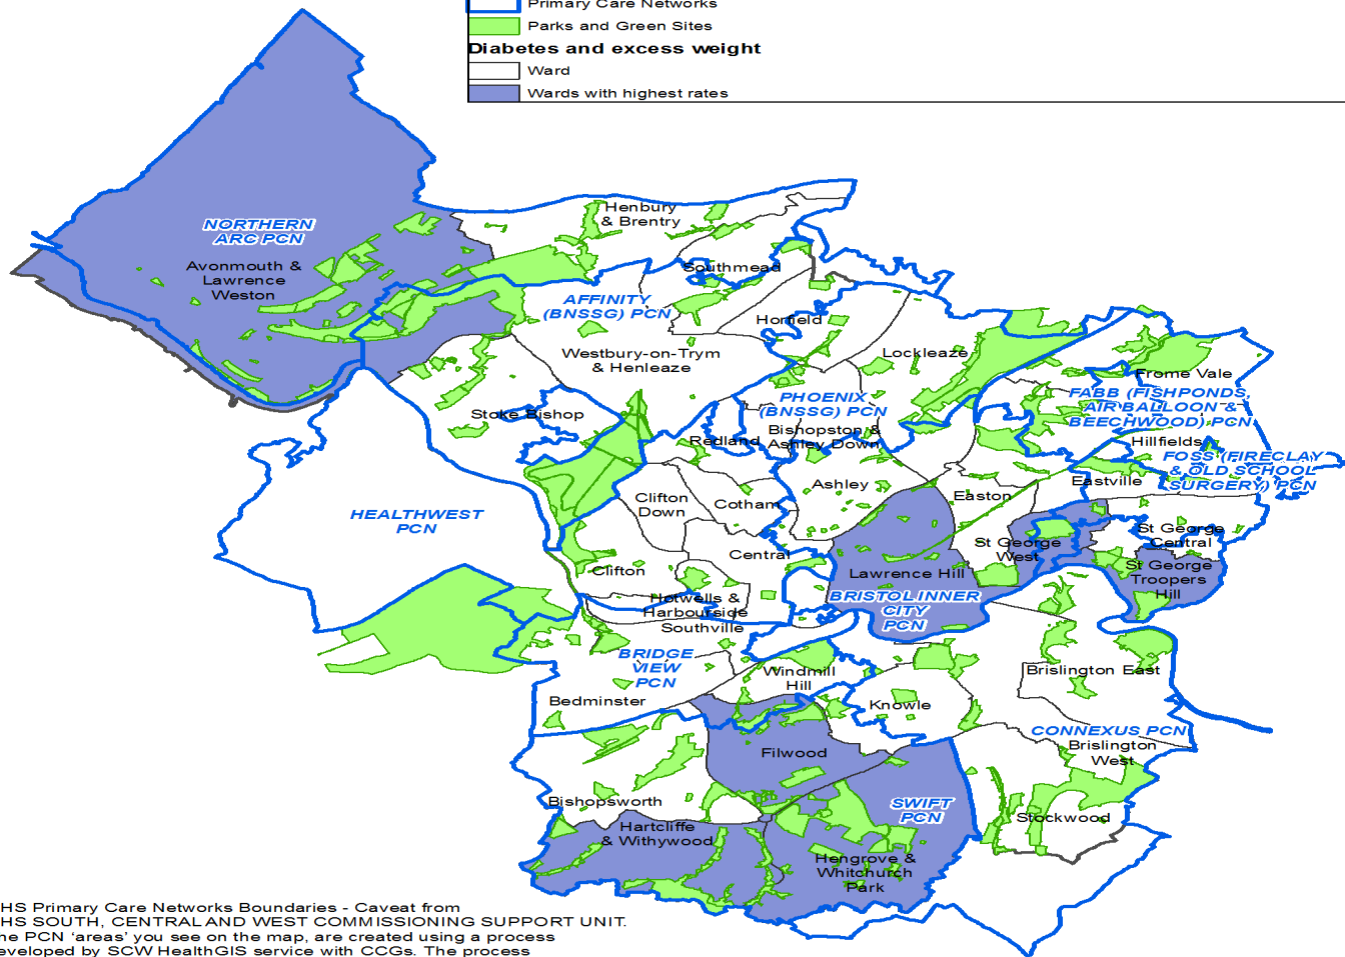 Primary Care Networks
Parks and Green Sites
Diabetes and excess weight
Ward
Wards with highest rates
NORTHERN
ARC PCN
Avonmouth &
Lawrence
Weston
Henbury
& Brentry
Southmead
AFFINITY
(BNSSG) PCN
Horfield
Westbury-on-Trym
& Henleaze
Lockleaze
Frome Vale
FABB (FISHPONDS,
AIR BALLOON &
BEECHWOOD) PCN
PHOENIX
(BNSSG) PCN
Stoke Bishop
Redland
Bishopston &
Ashley Down
Hillfields
FOSS (FIRECLAY
& OLD SCHOOL
SURGERY) PCN
Eastville
Ashley
Easton
Clifton
Down
Cotham
HEALTHWEST
PCN
Central
St George
West
St George
Central
St George
Troopers
Hill
Clifton
Lawrence Hill
BRISTOL INNER
CITY
PCN
Hotwells &
Harbourside
Southville
BRIDGE
VIEW
PCN
Windmill
Hill
Brislington East
Bedminster
Knowle
CONNEXUS PCN
Brislington
West
Filwood
Bishopsworth
SWIFT
PCN
Stockwood
Hartcliffe
& Withywood
Hengrove &
Whitchurch
Park
HS Primary Care Networks Boundaries - Caveat from
HS SOUTH, CENTRAL AND WEST COMMISSIONING SUPPORT UNIT.
he PCN ‘areas’ you see on the map, are created using a process
eveloped by SCW HealthGIS service with CCGs. The process